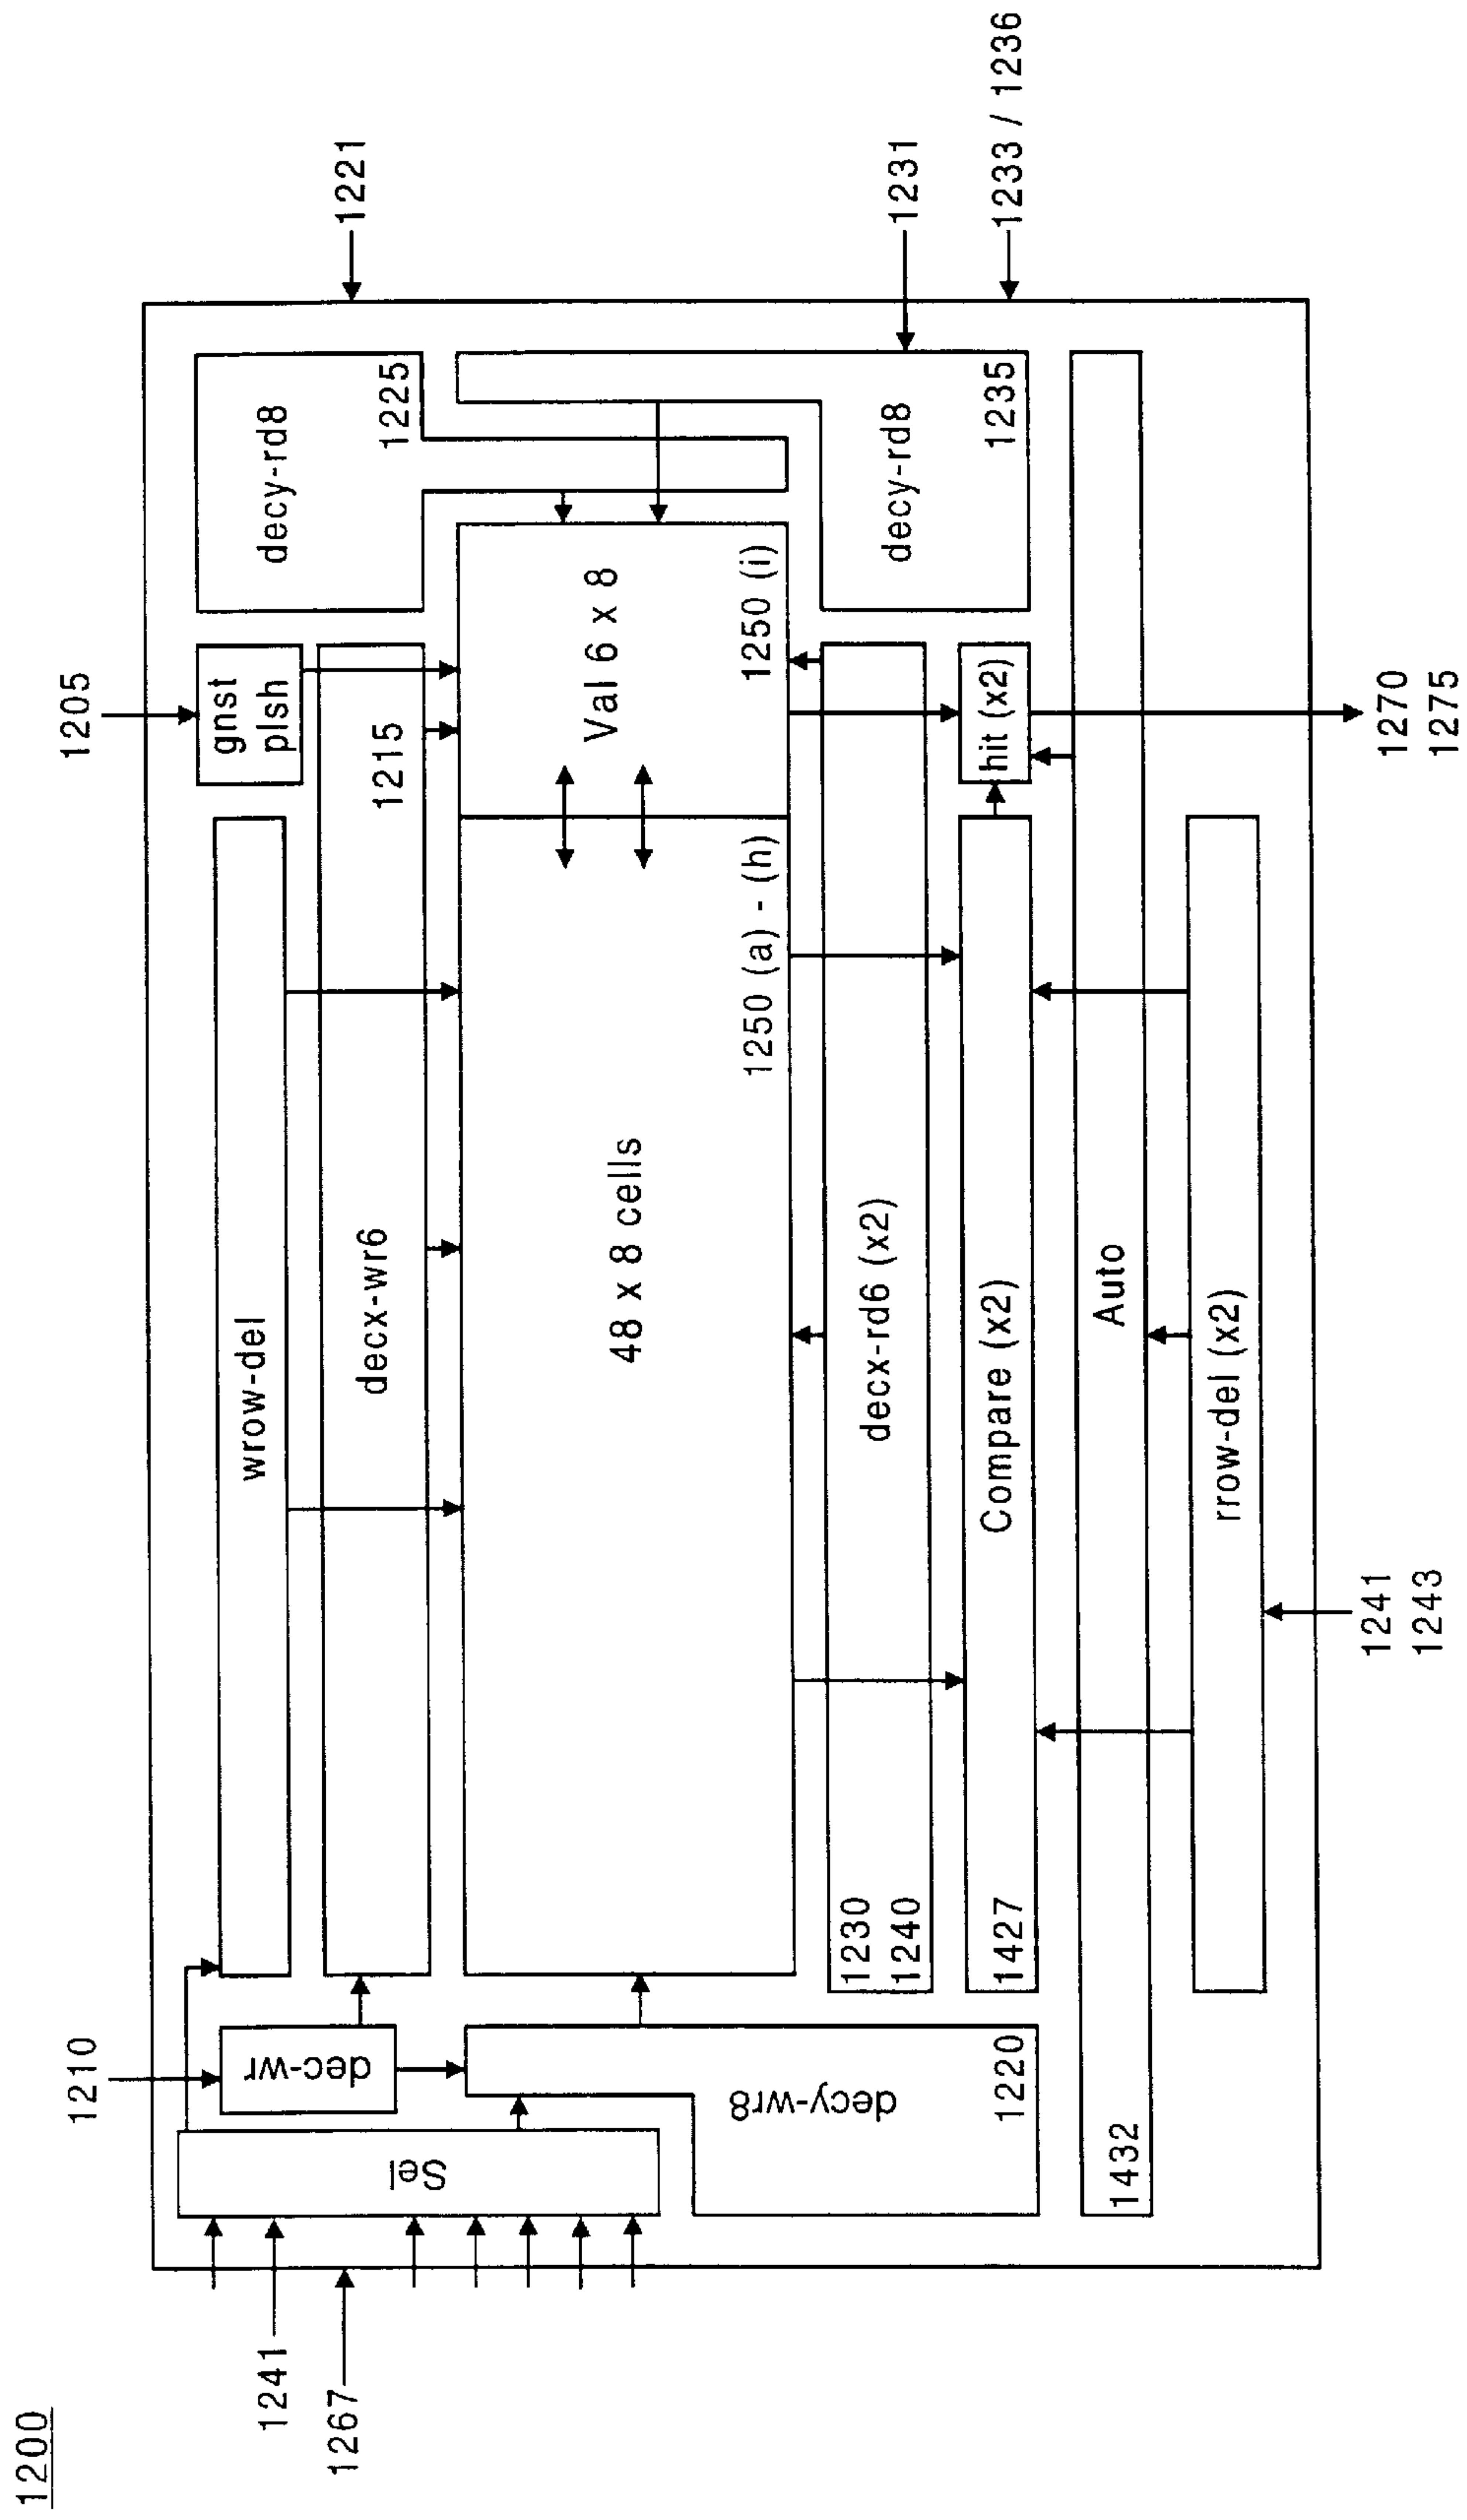 1200
1205
1210
1221
gnst
plsh
decy-rd8
1225
wrow-del
decx-wr6
1215
dec-wr
Sel
1241
1267
48 x 8 cells
1250 (a) - (h)
Val 6 x 8
1250 (i)
1231
decy-wr8
1220
1230
1240
decx-rd6 (x2)
decy-rd8
1235
1427
Compare (x2)
hit (x2)
1233 / 1236
1432
Auto
rrow-del (x2)
1241
1243
1270
1275